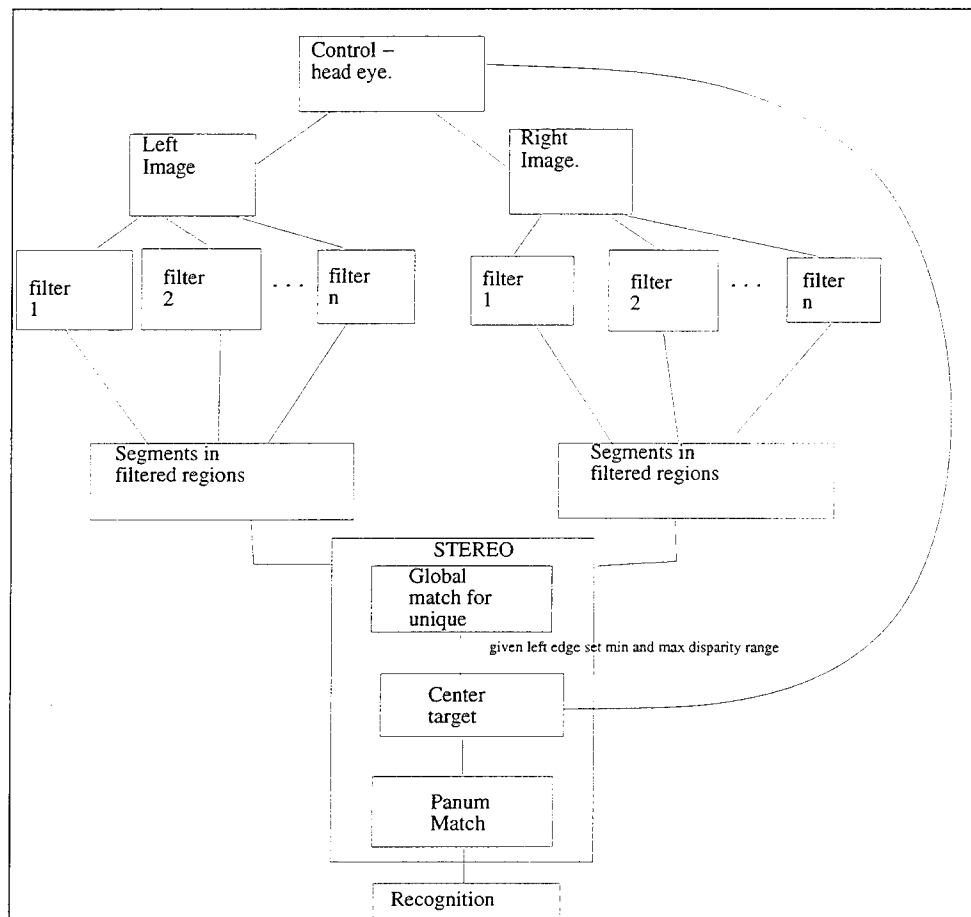 Control –
head eye.
Left
Image
Right
Image.
filter
1
filter
2
. . .
filter
n
filter
1
filter
2
. . .
filter
n
Segments in
filtered regions
Segments in
filtered regions
STEREO
Global
match for
unique
given left edge set min and max disparity range
Center
target
Panum
Match
Recognition